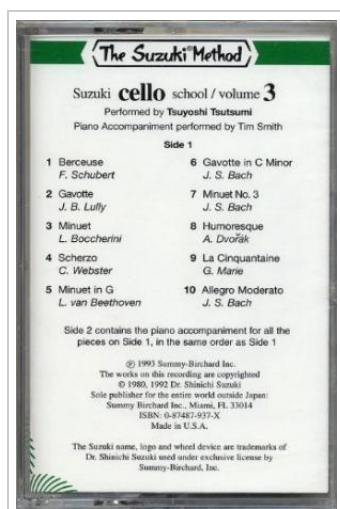 The Suzuki® Method
Suzuki cello school / volume 3
Performed by Tsuyoshi Tsutsumi
Piano Accompaniment performed by Tim Smith
Side 1
1 Berceuse
F. Schubert
2 Gavotte
J. B. Lully
3 Minuet
L. Boccherini
4 Scherzo
C. Webster
5 Minuet in G
L. van Beethoven
6 Gavotte in C Minor
J. S. Bach
7 Minuet No. 3
J. S. Bach
8 Humoresque
A. Dvořák
9 La Cinquantaine
G. Marie
10 Allegro Moderato
J. S. Bach
Side 2 contains the piano accompaniment for all the
pieces on Side 1, in the same order as Side 1
℗ 1993 Summy-Birchard Inc.
The works on this recording are copyrighted
© 1980, 1992 Dr. Shinichi Suzuki
Sole publisher for the entire world outside Japan:
Summy Birchard Inc., Miami, FL 33014
ISBN: 0-87487-937-X
Made in U.S.A.
The Suzuki name, logo and wheel device are trademarks of
Dr. Shinichi Suzuki used under exclusive license by
Summy-Birchard, Inc.